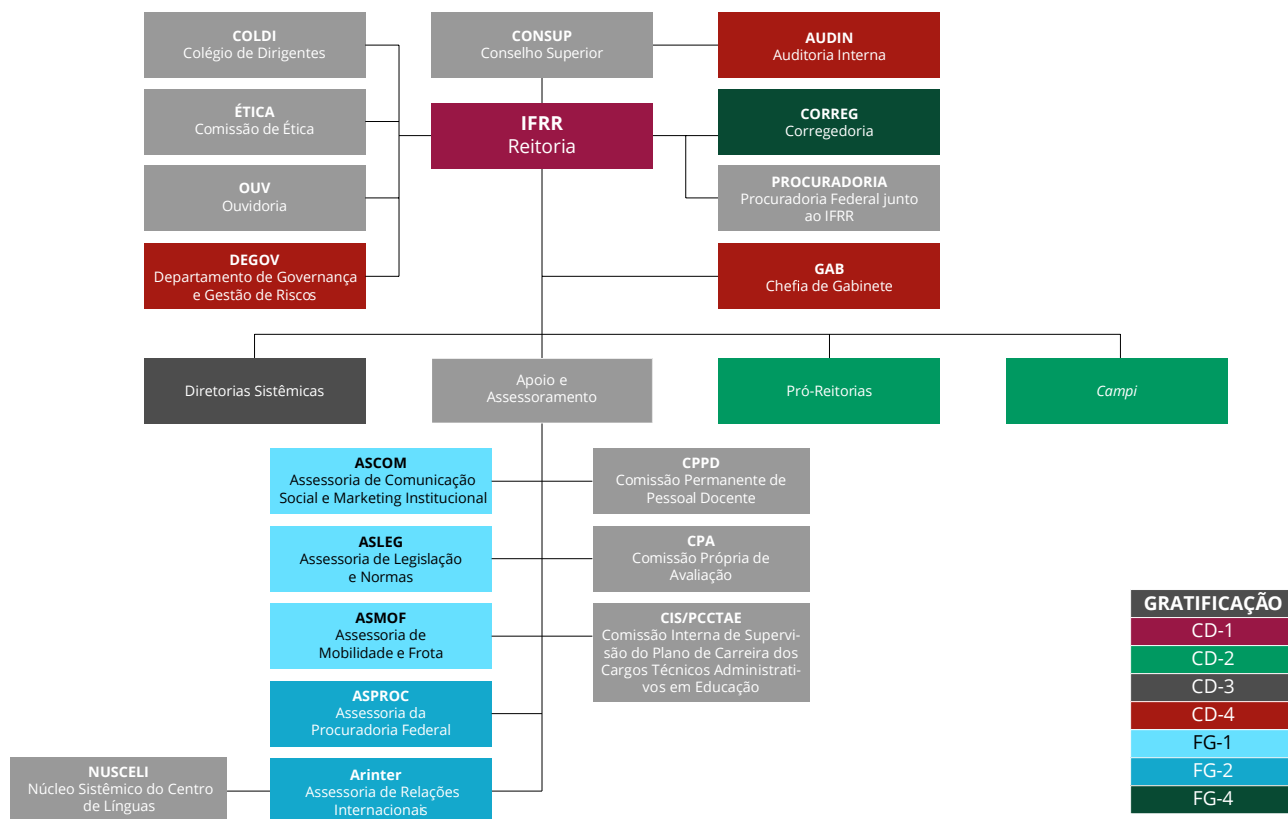 COLDI
Colégio de Dirigentes
CONSUP
Conselho Superior
AUDIN
Auditoria Interna
ÉTICA
Comissão de Ética
IFRR
Reitoria
CORREG
Corregedoria
OUV
Ouvidoria
PROCURADORIA
Procuradoria Federal junto
ao IFRR
DEGOV
Departamento de Governança
e Gestão de Riscos
GAB
Chefia de Gabinete
Diretorias Sistêmicas
Apoio e
Assessoramento
Pró-Reitorias
Campi
ASCOM
Assessoria de Comunicação
Social e Marketing Institucional
CPPD
Comissão Permanente de
Pessoal Docente
ASLEG
Assessoria de Legislação
e Normas
CPA
Comissão Própria de
Avaliação
ASMOF
Assessoria de
Mobilidade e Frota
CIS/PCCTAE
Comissão Interna de Supervi-
são do Plano de Carreira dos
Cargos Técnicos Administrati-
vos em Educação
ASPROC
Assessoria da
Procuradoria Federal
NUSCELI
Núcleo Sistêmico do Centro
de Línguas
Arinter
Assessoria de Relações
Internacionais
GRATIFICAÇÃO
CD-1
CD-2
CD-3
CD-4
FG-1
FG-2
FG-4